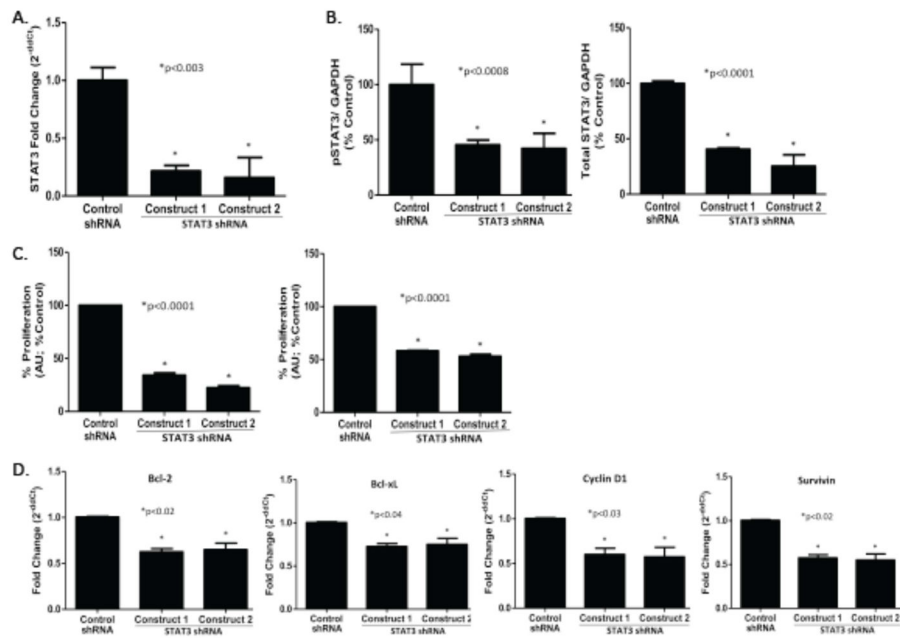 A.
STAT3 Fold Change (2^-ddCt)
1.5
1.0
0.5
0.0
*p<0.003
*
*
Control
shRNA
Construct 1
Construct 2
STAT3 shRNA
B.
pSTAT3/ GAPDH
(% Control)
150
100
50
0
*p<0.0008
*
*
Control
shRNA
Construct 1
Construct 2
STAT3 shRNA
Total STAT3/ GAPDH
(% Control)
150
100
50
0
*p<0.0001
*
*
Control
shRNA
Construct 1
Construct 2
STAT3 shRNA
C.
% Proliferation
(AU; %Control)
150
100
50
0
*p<0.0001
*
*
Control
shRNA
Construct 1
Construct 2
STAT3 shRNA
% Proliferation
(AU; %Control)
150
100
50
0
*p<0.0001
*
*
Control
shRNA
Construct 1
Construct 2
STAT3 shRNA
D.
Bcl-2
Fold Change (2^-ddCt)
1.5
1.0
0.5
0.0
*p<0.02
*
*
Control
shRNA
Construct 1
Construct 2
STAT3 shRNA
Bcl-xL
Fold Change (2^-ddCt)
1.5
1.0
0.5
0.0
*p<0.04
*
*
Control
shRNA
Construct 1
Construct 2
STAT3 shRNA
Cyclin D1
Fold Change (2^-ddCt)
1.5
1.0
0.5
0.0
*p<0.03
*
*
Control
shRNA
Construct 1
Construct 2
STAT3 shRNA
Survivin
Fold Change (2^-ddCt)
1.5
1.0
0.5
0.0
*p<0.02
*
*
Control
shRNA
Construct 1
Construct 2
STAT3 shRNA